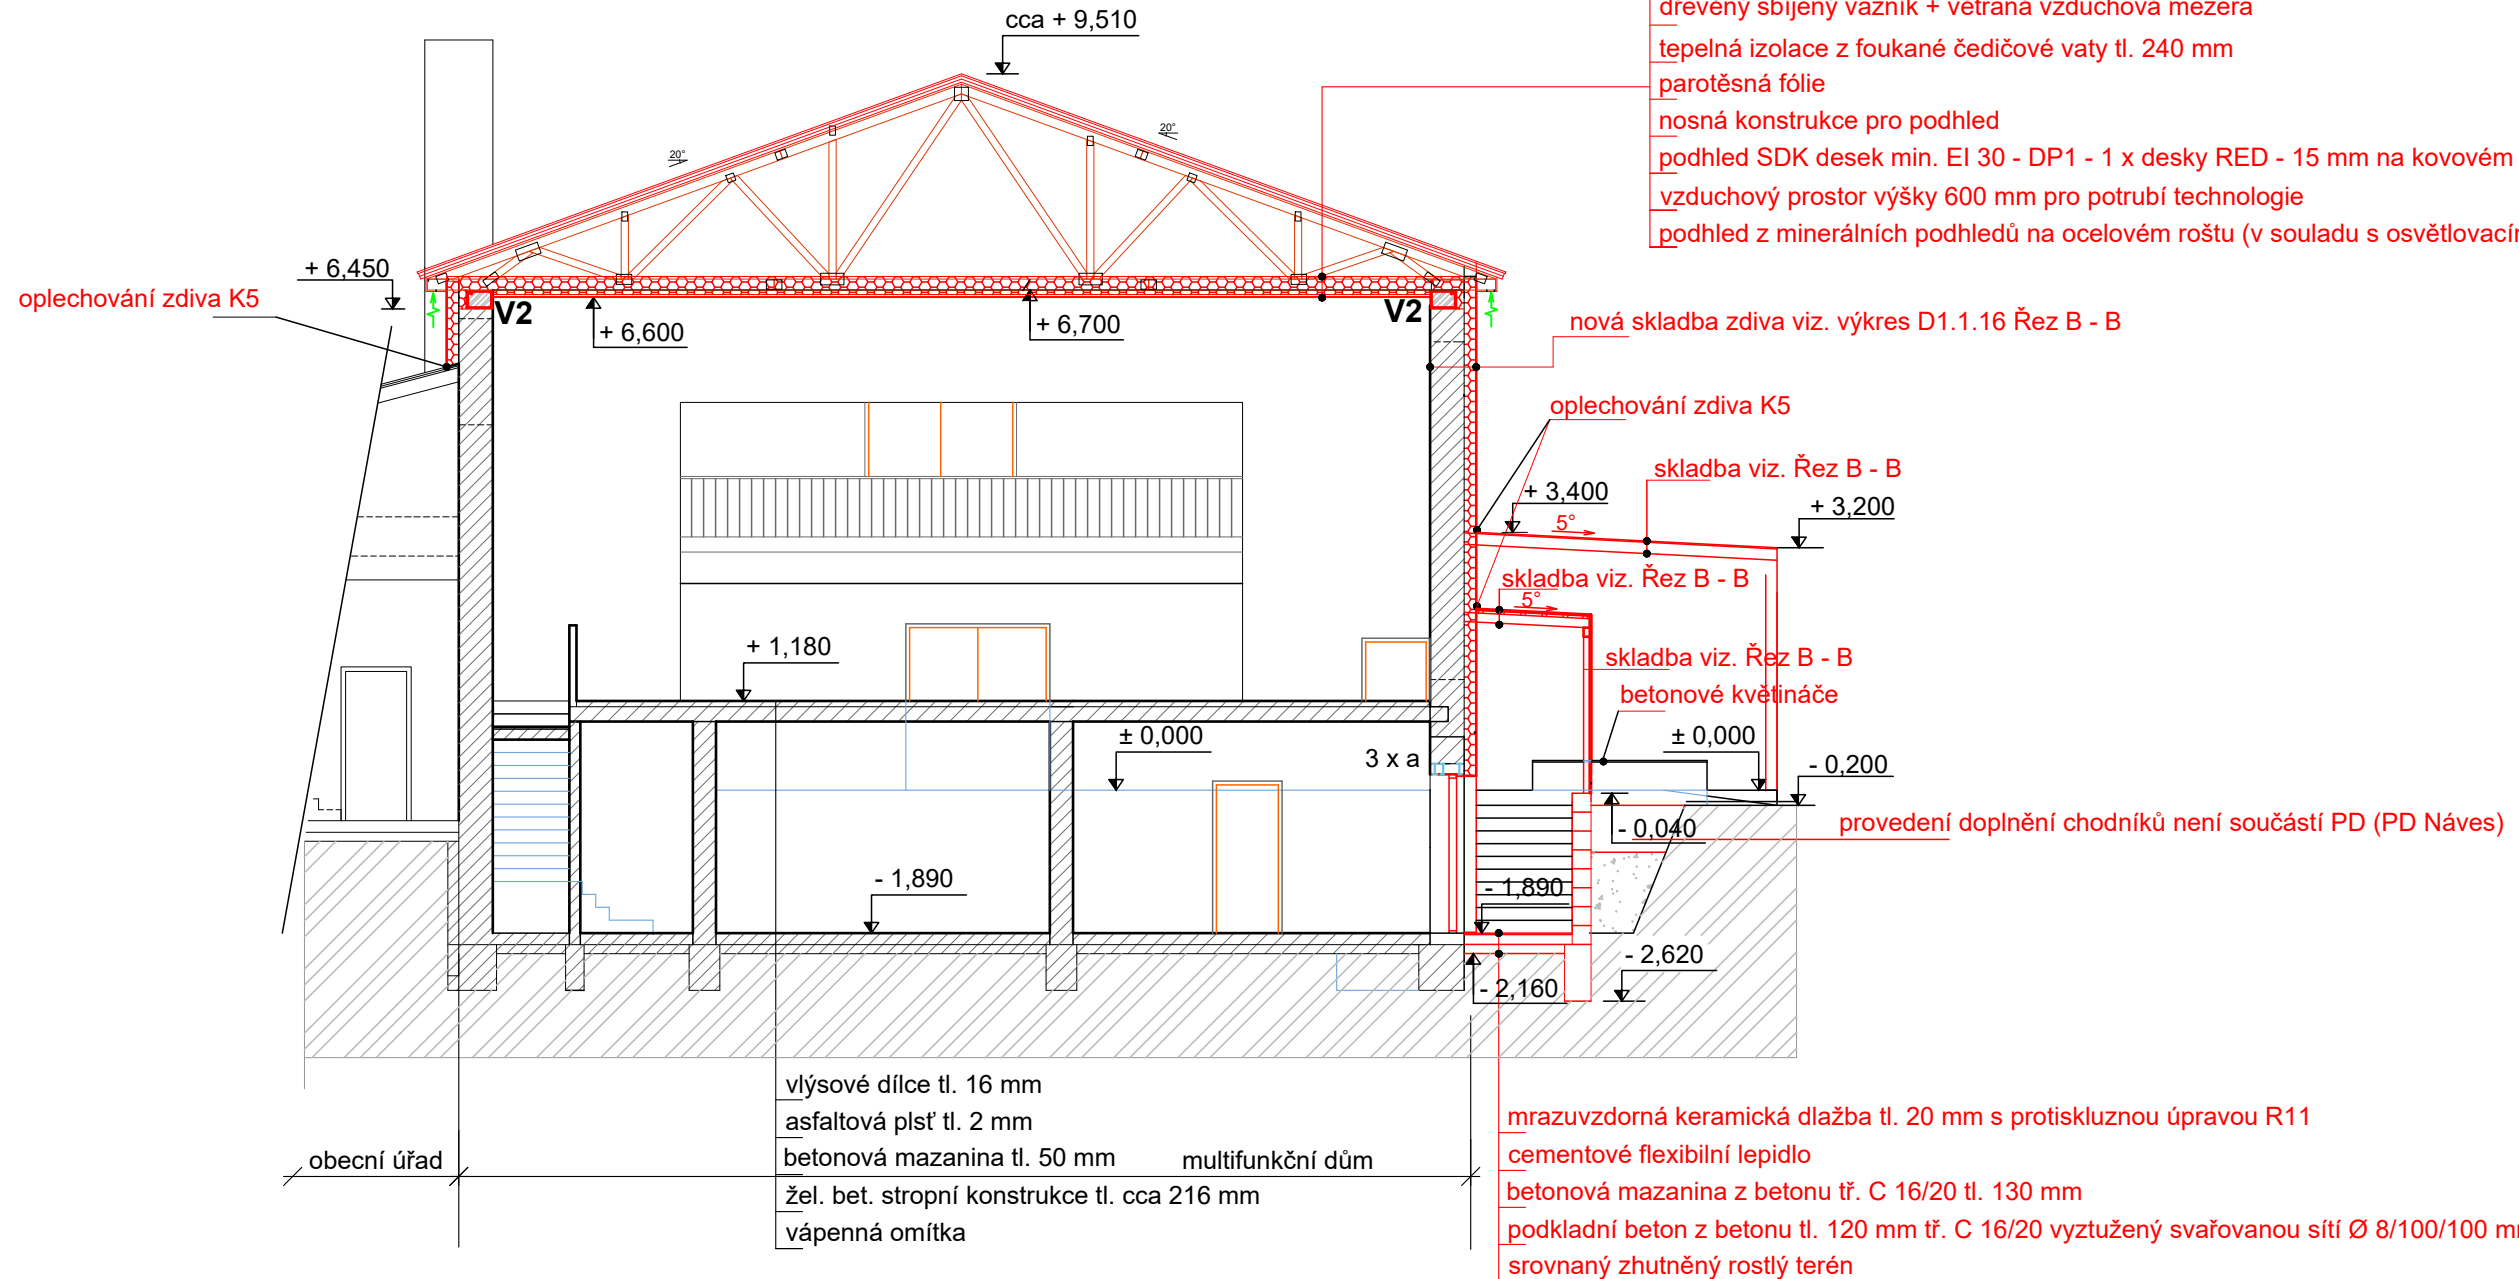 cca + 9,510
dřevěný sbíjený vazník + větraná vzduchová mezera
tepelná izolace z foukané čedičové vaty tl. 240 mm
parotěsná fólie
nosná konstrukce pro podhled
podhled SDK desek min. EI 30 - DP1 - 1 x desky RED - 15 mm na kovovém
vzduchový prostor výšky 600 mm pro potrubí technologie
podhled z minerálních podhledů na ocelovém roštu (v souladu s
20°
20°
+ 6,450
oplechování zdiva K5
V2
V2
+ 6,600
+ 6,700
nová skladba zdiva viz. výkres D1.1.16 Řez B - B
oplechování zdiva K5
skladba viz. Řez B - B
+ 3,400
+ 3,200
5°
skladba viz. Řez B - B
5°
+ 1,180
skladba viz. Řez B - B
betonové květináče
± 0,000
± 0,000
3 x a
- 0,200
- 0,040
provedení doplnění chodníků není součástí PD (PD Náves)
- 1,890
- 1,890
- 2,620
- 2,160
vlýsové dílce tl. 16 mm
asfaltová plsť tl. 2 mm
betonová mazanina tl. 50 mm
žel. bet. stropní konstrukce tl. cca 216 mm
vápenná omítka
obecní úřad
multifunkční dům
mrazuvzdorná keramická dlažba tl. 20 mm s protiskluznou úpravou R11
cementové flexibilní lepidlo
betonová mazanina z betonu tř. C 16/20 tl. 130 mm
podkladní beton z betonu tl. 120 mm tř. C 16/20 vyztužený svařovanou sítí Ø 8/100/100
srovnaný zhutněný rostlý terén